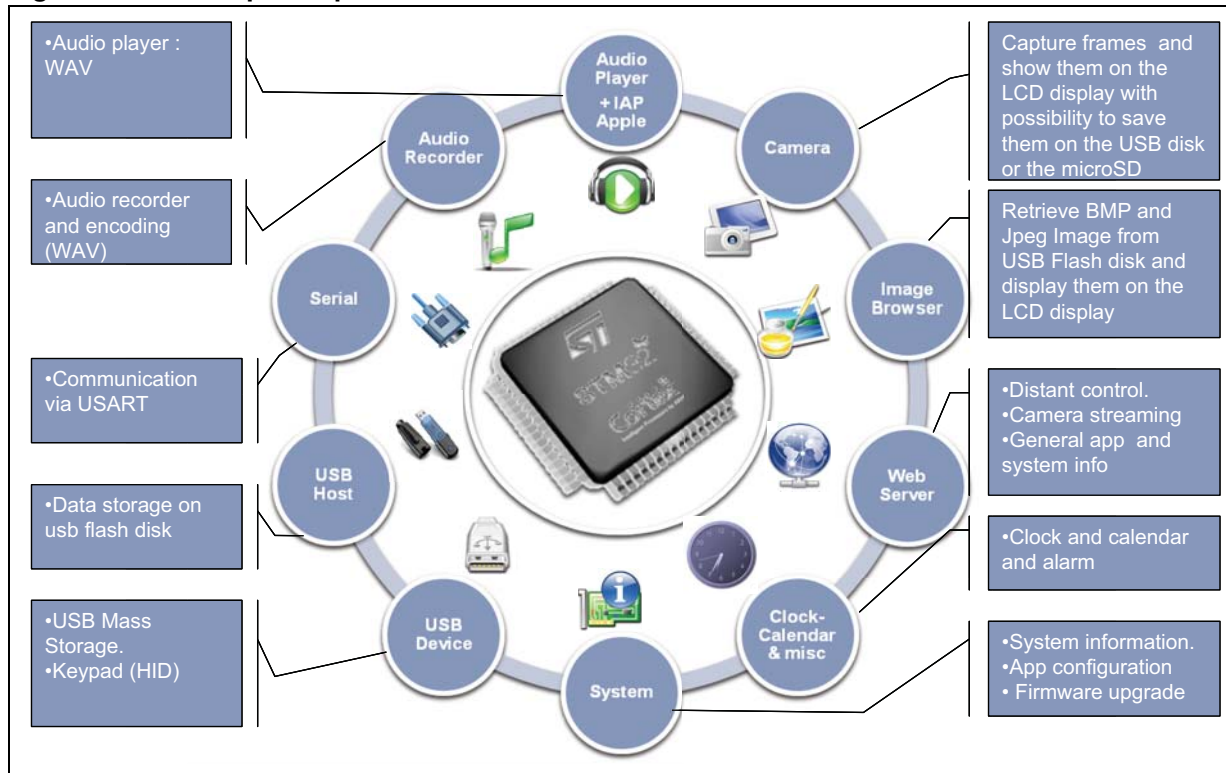 •Audio player :
WAV
•Audio recorder
and encoding
(WAV)
•Communication
via USART
•Data storage on
usb flash disk
•USB Mass
Storage.
•Keypad (HID)
Audio
Player
+ IAP
Apple
Audio
Recorder
Camera
Serial
Image
Browser
USB
Host
Web
Server
USB
Device
Clock-
Calendar
& misc
System
Capture frames and
show them on the
LCD display with
possibility to save
them on the USB disk
or the microSD
Retrieve BMP and
Jpeg Image from
USB Flash disk and
display them on the
LCD display
•Distant control.
•Camera streaming
•General app and
system info
•Clock and calendar
and alarm
•System information.
•App configuration
• Firmware upgrade